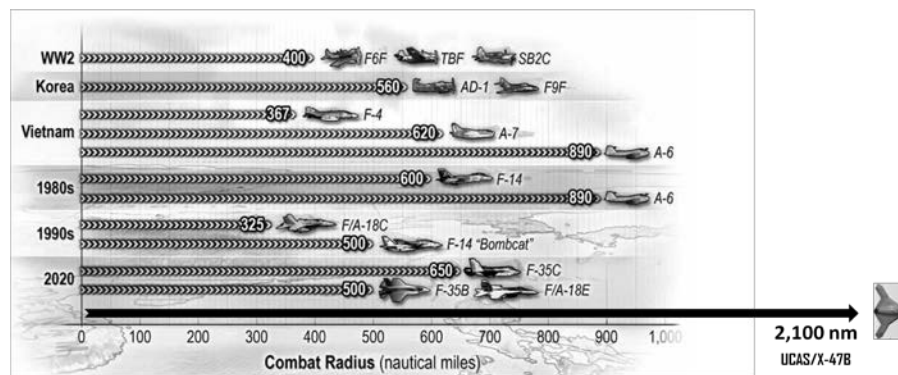 WW2 400 F6F TBF SB2C
Korea 560 AD-1 F9F
367 F-4
Vietnam 620 A-7
890 A-6
600 F-14
1980s
890 A-6
325 F/A-18C
1990s
500 F-14 "Bombcat"
650 F-35C
2020
500 F-35B F/A-18E
0 100 200 300 400 500 600 700 800 900 1,000
2,100 nm
Combat Radius (nautical miles)
UCAS/X-47B